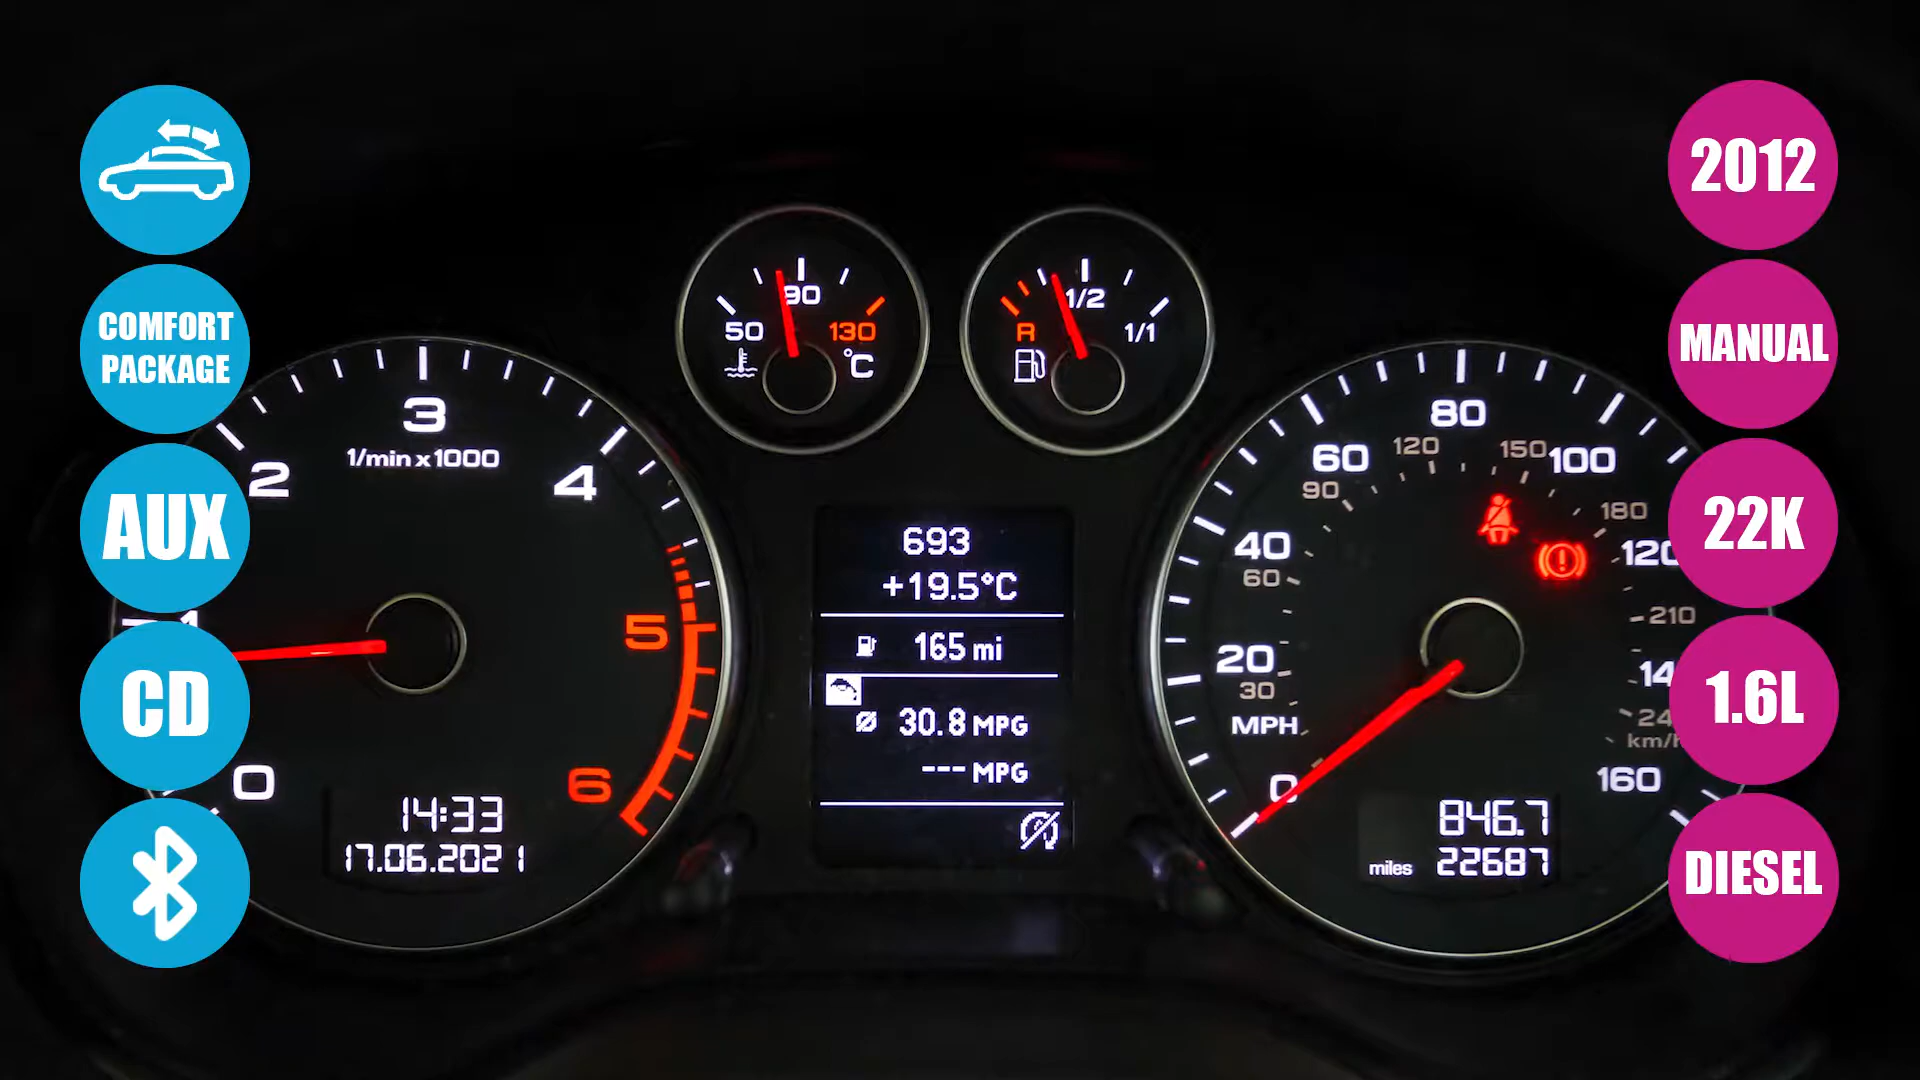 COMFORT
PACKAGE
AUX
CD
0
1
2
3
4
5
6
1/min x 1000
14:33
17.06.2021
50
90
130
°C
R
1/2
1/1
693
+19.5°C
165 mi
Ø 30.8 MPG
--- MPG
0
20
40
60
80
100
120
160
30
60
90
120
150
180
210
MPH
846.7
miles 22687
2012
MANUAL
22K
1.6L
DIESEL